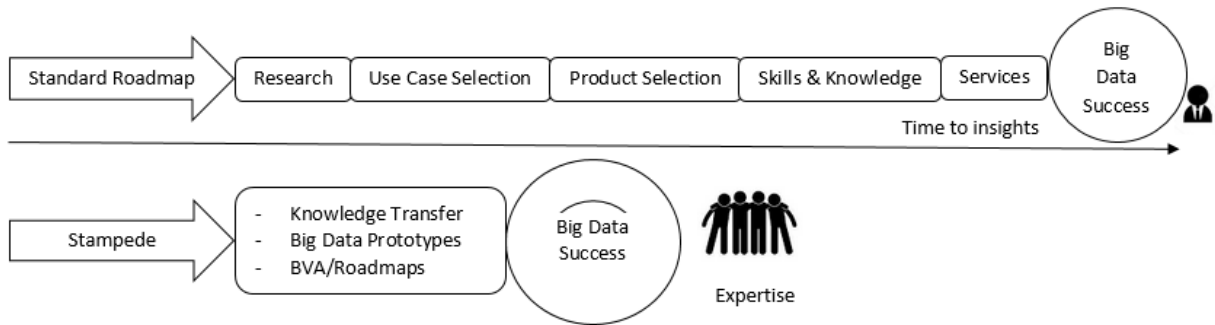 Standard Roadmap
Research
Use Case Selection
Product Selection
Skills & Knowledge
Services
Big
Data
Success
Time to insights
Stampede
- Knowledge Transfer
- Big Data Prototypes
- BVA/Roadmaps
Big Data
Success
Expertise